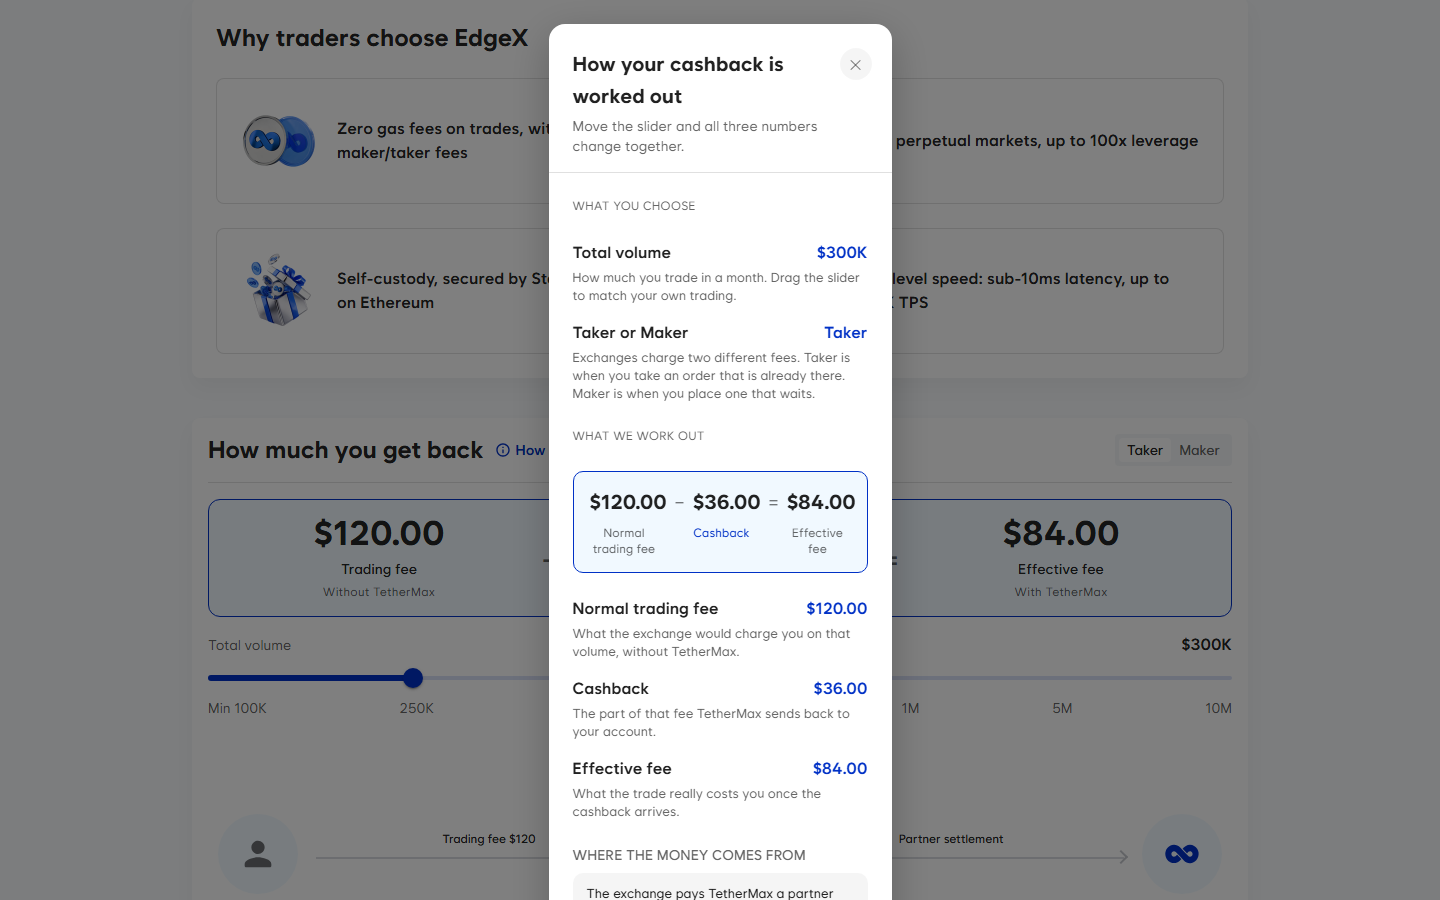 Why traders choose EdgeX
Zero gas fees on trades, wit
maker/taker fees
perpetual markets, up to 100x leverage
Self-custody, secured by St
on Ethereum
level speed: sub-10ms latency, up to
TPS
How much you get back
How
Taker
Maker
$120.00
Trading fee
Without TetherMax
=
$84.00
Effective fee
With TetherMax
Total volume
$300K
Min 100K
250K
1M
5M
10M
Trading fee $120
Partner settlement
How your cashback is
worked out
Move the slider and all three numbers
change together.
WHAT YOU CHOOSE
Total volume
$300K
How much you trade in a month. Drag the slider
to match your own trading.
Taker or Maker
Taker
Exchanges charge two different fees. Taker is
when you take an order that is already there.
Maker is when you place one that waits.
WHAT WE WORK OUT
$120.00 − $36.00 = $84.00
Normal
trading fee
Cashback
Effective
fee
Normal trading fee
$120.00
What the exchange would charge you on that
volume, without TetherMax.
Cashback
$36.00
The part of that fee TetherMax sends back to
your account.
Effective fee
$84.00
What the trade really costs you once the
cashback arrives.
WHERE THE MONEY COMES FROM
The exchange pays TetherMax a partner